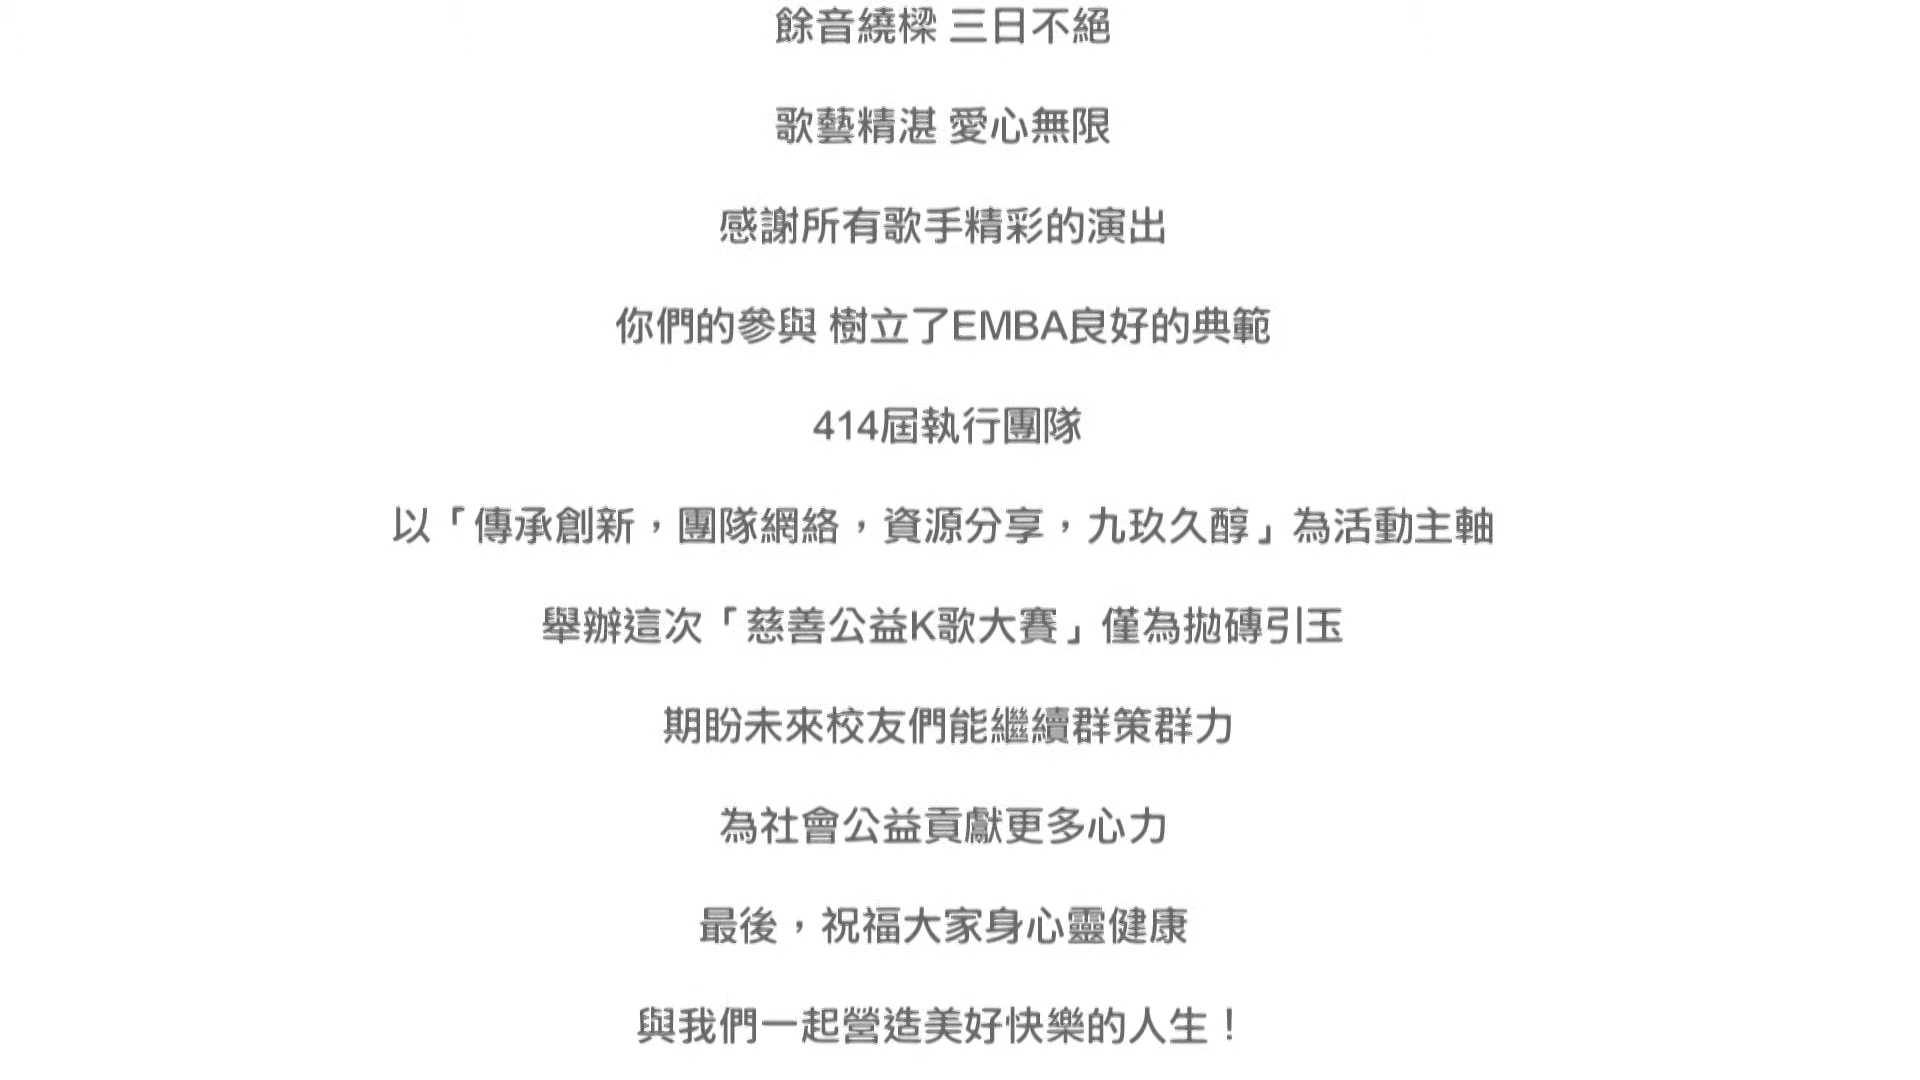 餘音繞樑 三日不絕
歌藝精湛 愛心無限
感謝所有歌手精彩的演出
你們的參與 樹立了EMBA良好的典範
414屆執行團隊
以「傳承創新，團隊網絡，資源分享，九玖久醇」為活動主軸
舉辦這次「慈善公益K歌大賽」僅為拋磚引玉
期盼未來校友們能繼續群策群力
為社會公益貢獻更多心力
最後，祝福大家身心靈健康
與我們一起營造美好快樂的人生！